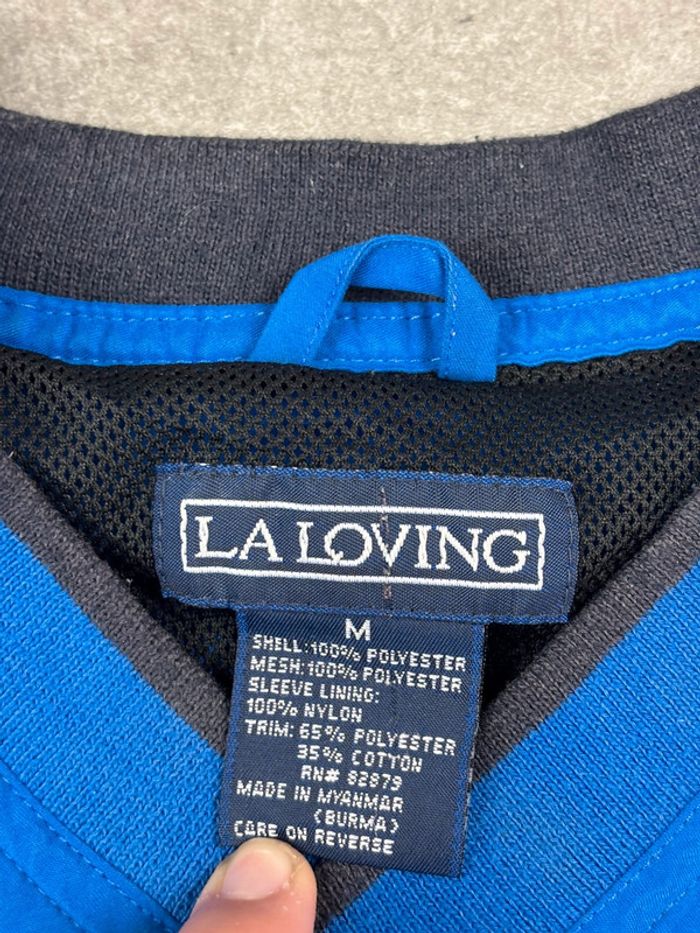 LA LOVING
M
SHELL: 100% POLYESTER
MESH: 100% POLYESTER
SLEEVE LINING:
100% NYLON
TRIM: 65% POLYESTER
35% COTTON
RN# 82879
MADE IN MYANMAR
(BURMA)
CARE ON REVERSE